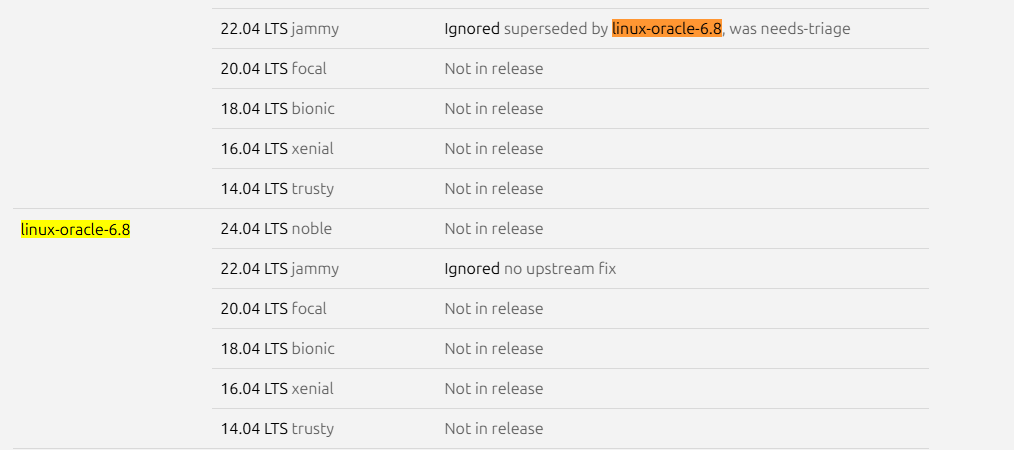 22.04 LTS jammy Ignored superseded by linux-oracle-6.8, was needs-triage
20.04 LTS focal Not in release
18.04 LTS bionic Not in release
16.04 LTS xenial Not in release
14.04 LTS trusty Not in release
linux-oracle-6.8 24.04 LTS noble Not in release
22.04 LTS jammy Ignored no upstream fix
20.04 LTS focal Not in release
18.04 LTS bionic Not in release
16.04 LTS xenial Not in release
14.04 LTS trusty Not in release